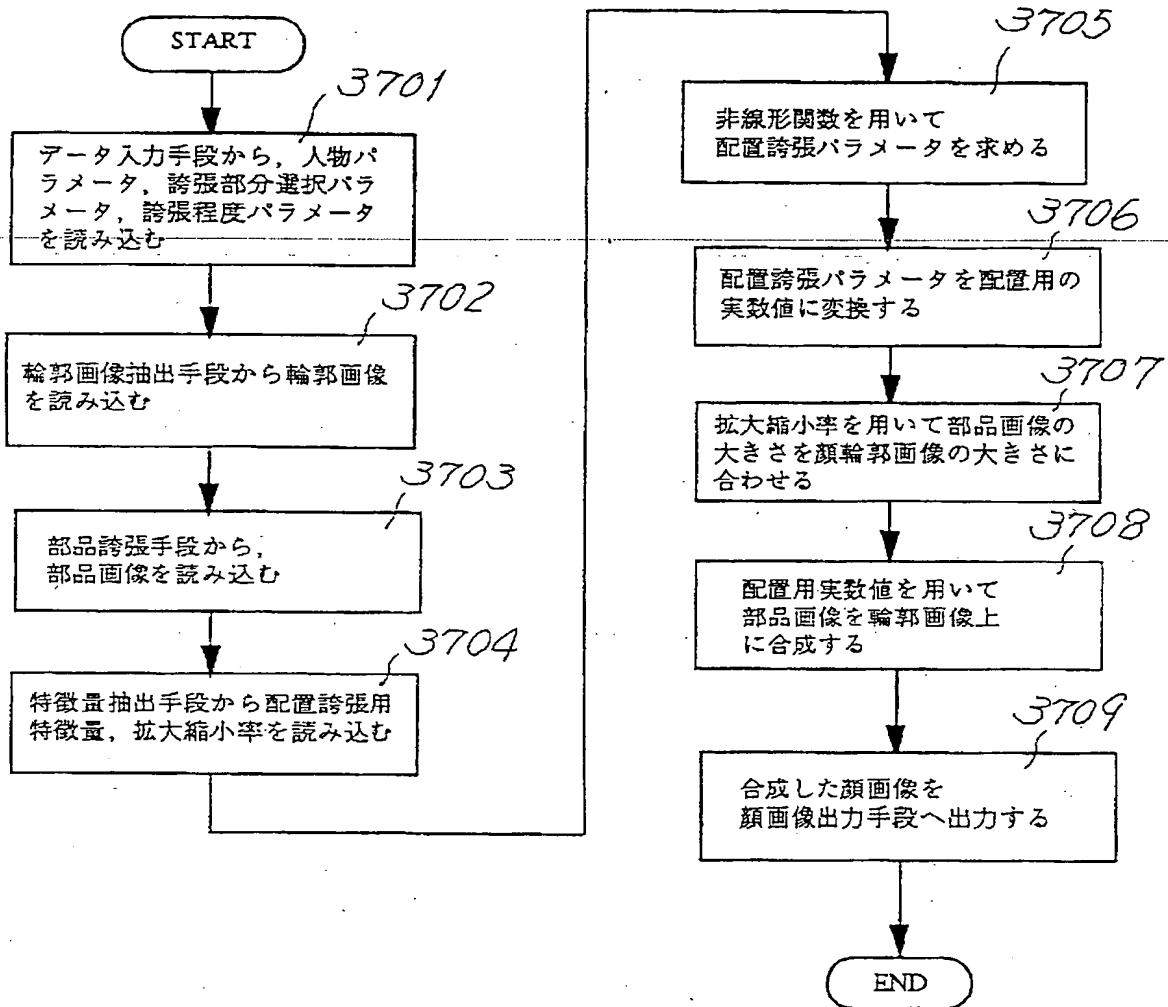 START
3701
データ入力手段から，人物パ
ラメータ，誇張部分選択パラ
メータ，誇張程度パラメータ
を読み込む
3702
輪郭画像抽出手段から輪郭画像
を読み込む
3703
部品誇張手段から，
部品画像を読み込む
3704
特徴量抽出手段から配置誇張用
特徴量，拡大縮小率を読み込む
3705
非線形関数を用いて
配置誇張パラメータを求める
3706
配置誇張パラメータを配置用の
実数値に変換する
3707
拡大縮小率を用いて部品画像の
大きさを顔輪郭画像の大きさに
合わせる
3708
配置用実数値を用いて
部品画像を輪郭画像上
に合成する
3709
合成した顔画像を
顔画像出力手段へ出力する
END